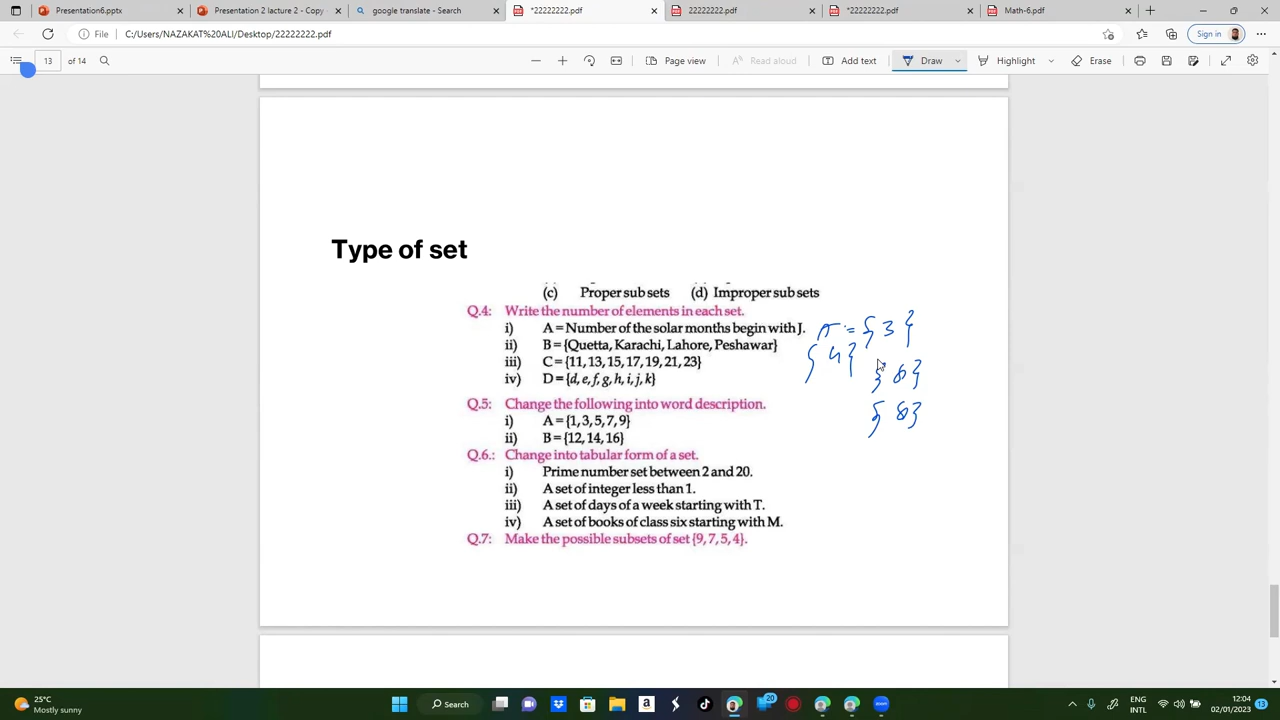 Presentation6.ppt
Presentation 2 lecture 2 - Copy
google translate - Search
*22222222.pdf
22222222.pdf
*22222222.pdf
Math-6.pdf
File
C:/Users/NAZAKAT%20ALI/Desktop/22222222.pdf
Sign in
13 of 14
Page view
Read aloud
Add text
Draw
Highlight
Erase
Type of set
(c) Proper sub sets (d) Improper sub sets
Q.4: Write the number of elements in each set.
i) A = Number of the solar months begin with J.
A = { 3 {
ii) B = {Quetta, Karachi, Lahore, Peshawar}
{ 4 {
iii) C = {11, 13, 15, 17, 19, 21, 23}
iv) D = {d, e, f, g, h, i, j, k}
} 8 }
Q.5: Change the following into word description.
{ 8 }
i) A = {1, 3, 5, 7, 9}
ii) B = {12, 14, 16}
Q.6.: Change into tabular form of a set.
i) Prime number set between 2 and 20.
ii) A set of integer less than 1.
iii) A set of days of a week starting with T.
iv) A set of books of class six starting with M.
Q.7: Make the possible subsets of set {9, 7, 5, 4}.
25°C
Mostly sunny
Search
20
zoom
ENG
INTL
12:04
02/01/2023
13